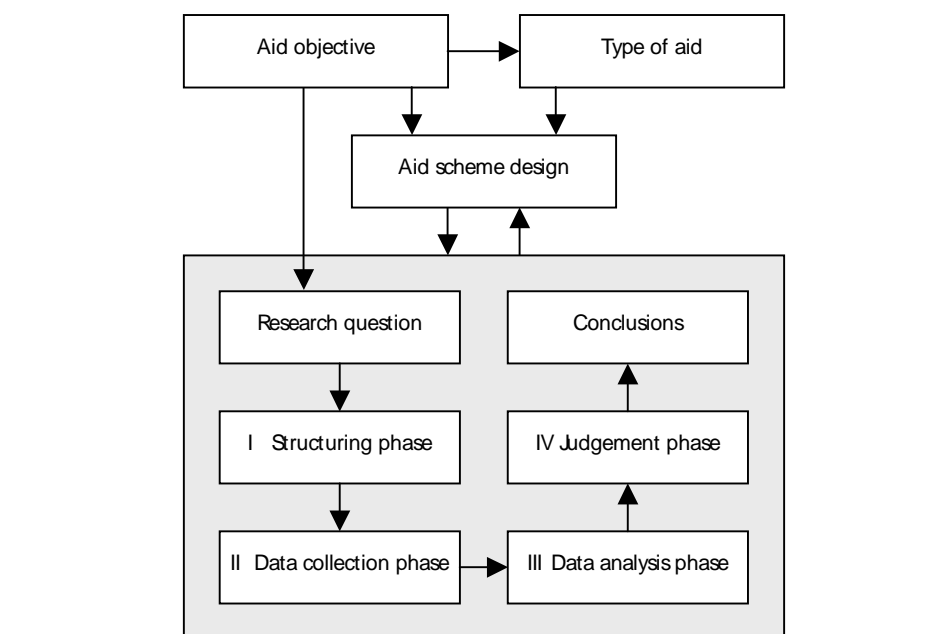 Aid objective
Type of aid
Aid scheme design
Research question
Conclusions
I Structuring phase
IV Judgement phase
II Data collection phase
III Data analysis phase